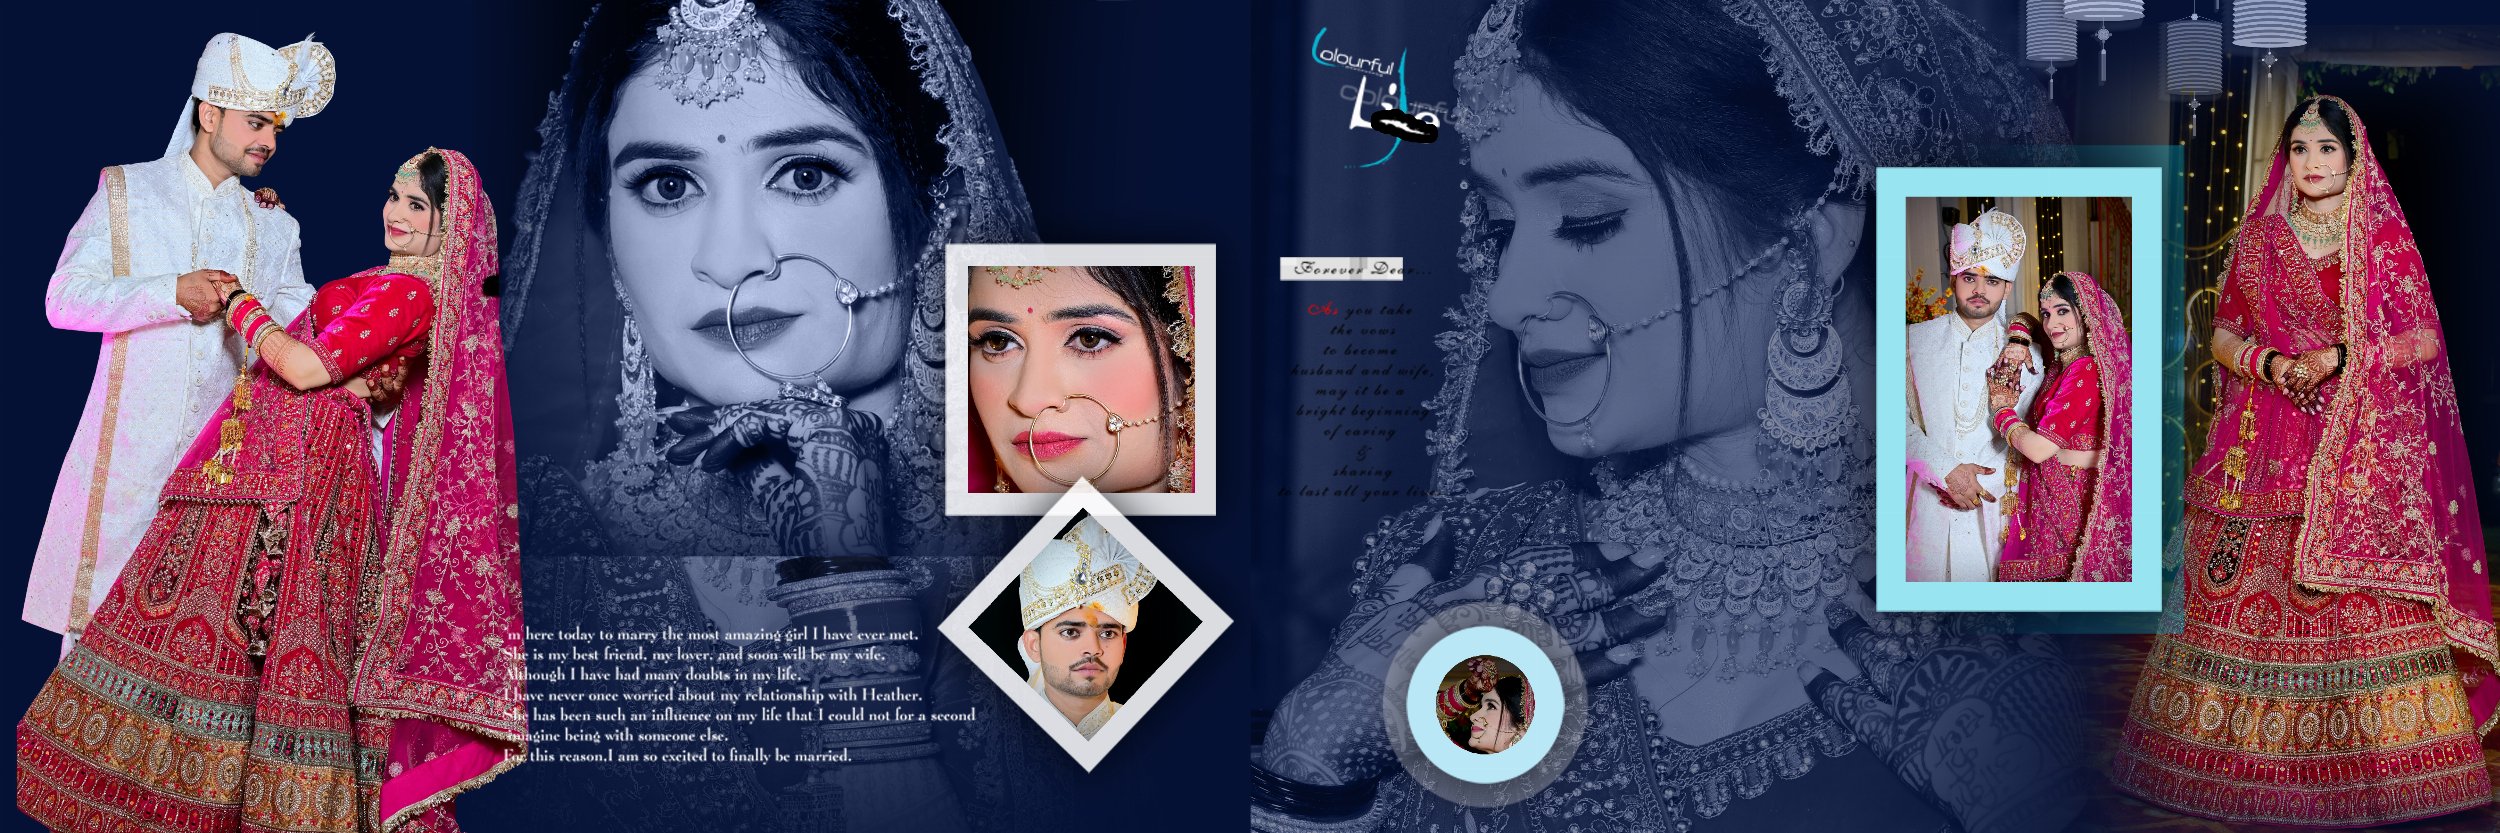 'm here today to marry the most amazing girl I have ever met.
She is my best friend, my lover, and soon will be my wife.
Although I have had many doubts in my life.
I have never once worried about my relationship with Heather.
She has been such an influence on my life that I could not for a second
imagine being with someone else.
For this reason,I am so excited to finally be married.
Colourful
colourful
Forever Dear...
As you take
the vows
to become
husband and wife,
may it be a
bright beginning
of caring
&
sharing
to last all your lives